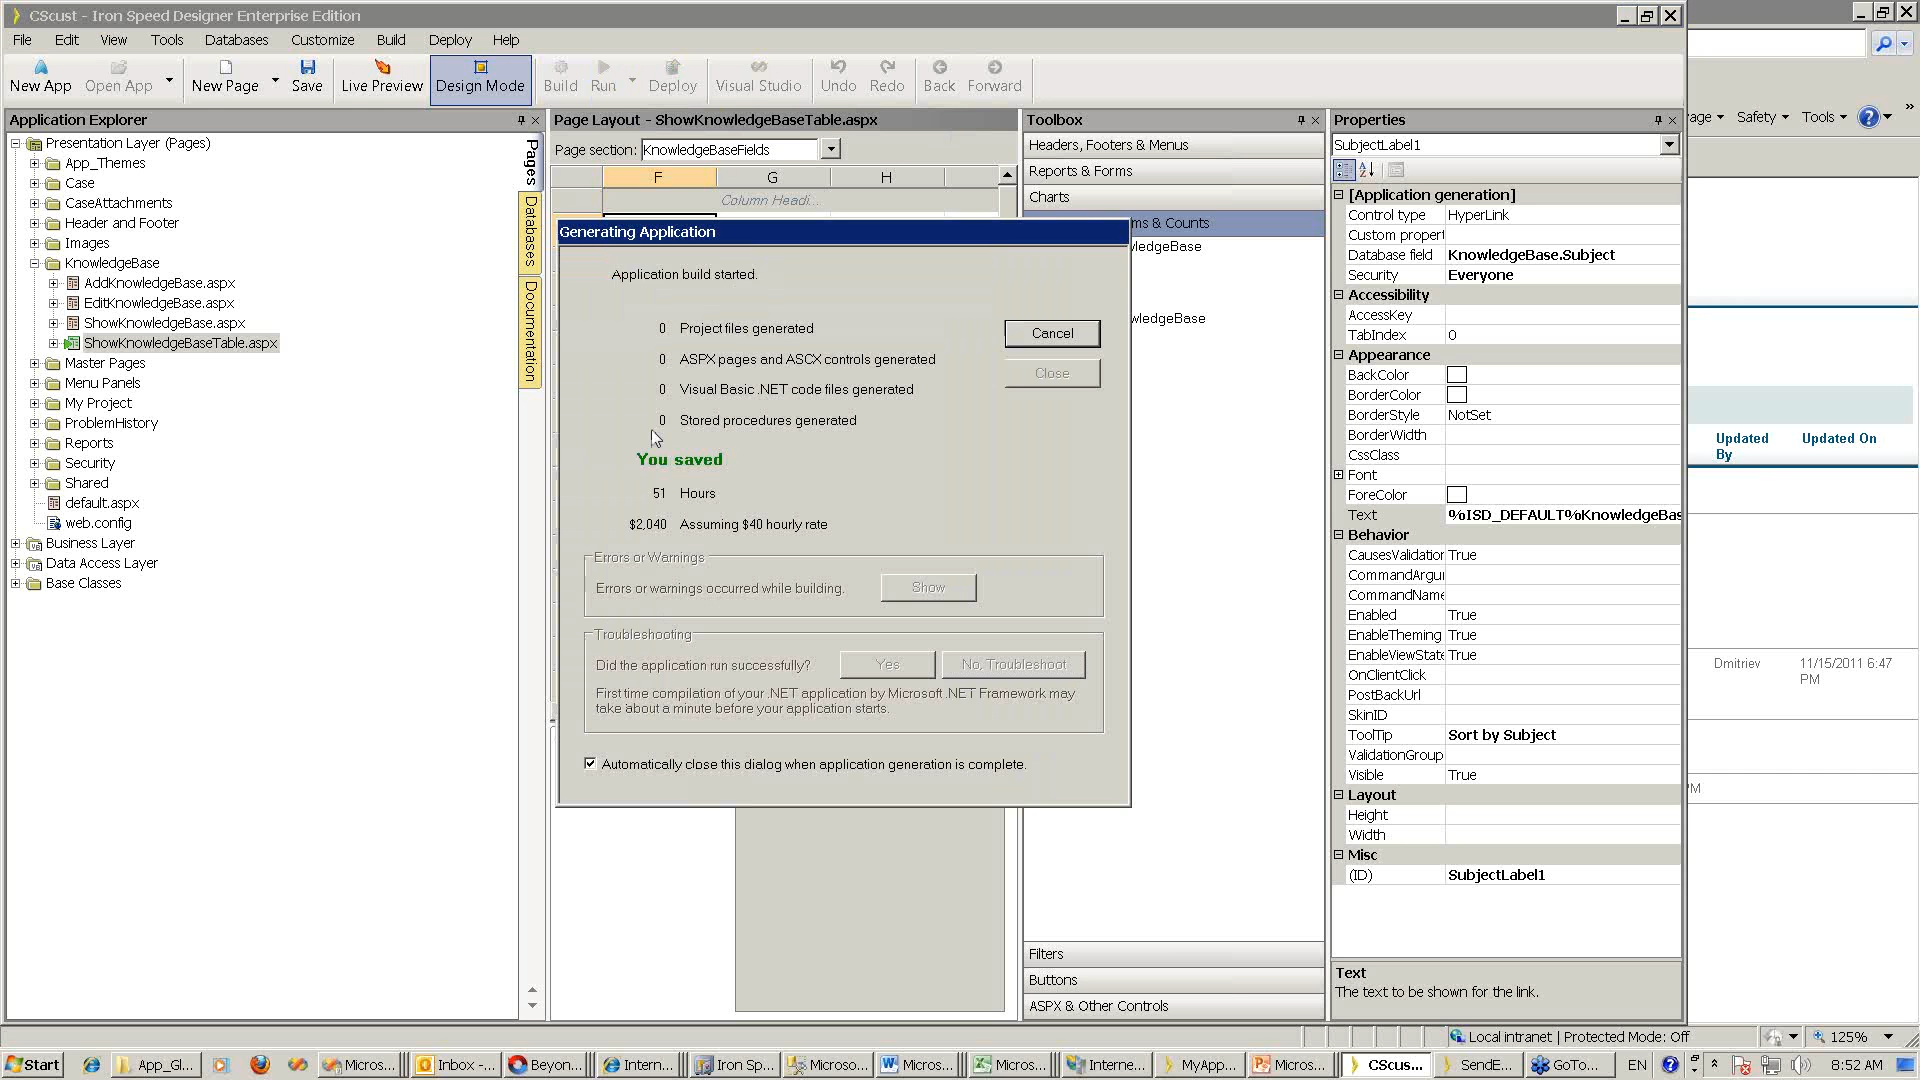 CScust - Iron Speed Designer Enterprise Edition
File Edit View Tools Databases Customize Build Deploy Help
New App Open App New Page Save Live Preview Design Mode Build Run Deploy Visual Studio Undo Redo Back Forward
Safety Tools
Application Explorer
Presentation Layer (Pages)
App_Themes
Case
CaseAttachments
Header and Footer
Images
KnowledgeBase
AddKnowledgeBase.aspx
EditKnowledgeBase.aspx
ShowKnowledgeBase.aspx
ShowKnowledgeBaseTable.aspx
Master Pages
Menu Panels
My Project
ProblemHistory
Reports
Security
Shared
default.aspx
web.config
Business Layer
Data Access Layer
Base Classes
Pages
Databases
Documentation
Page Layout - ShowKnowledgeBaseTable.aspx
Page section: KnowledgeBaseFields
F G H
Column Headi...
Generating Application
Application build started.
0 Project files generated
0 ASPX pages and ASCX controls generated
0 Visual Basic .NET code files generated
0 Stored procedures generated
Cancel
Close
You saved
51 Hours
$2,040 Assuming $40 hourly rate
Errors or Warnings
Errors or warnings occurred while building. Show
Troubleshooting
Did the application run successfully? Yes No, Troubleshoot
First time compilation of your .NET application by Microsoft .NET Framework may
take about a minute before your application starts.
Automatically close this dialog when application generation is complete.
Toolbox
Headers, Footers & Menus
Reports & Forms
Charts
ms & Counts
wledgeBase
wledgeBase
Filters
Buttons
ASPX & Other Controls
Properties
SubjectLabel1
[Application generation]
Control type HyperLink
Custom propert
Database field KnowledgeBase.Subject
Security Everyone
Accessibility
AccessKey
TabIndex 0
Appearance
BackColor
BorderColor
BorderStyle NotSet
BorderWidth
CssClass
Font
ForeColor
Text %ISD_DEFAULT%KnowledgeBas
Behavior
CausesValidation True
CommandArgu
CommandName
Enabled True
EnableTheming True
EnableViewState True
OnClientClick
PostBackUrl
SkinID
ToolTip Sort by Subject
ValidationGroup
Visible True
Layout
Height
Width
Misc
(ID) SubjectLabel1
Text
The text to be shown for the link.
Updated By Updated On
Dmitriev 11/15/2011 6:47 PM
PM
Local intranet | Protected Mode: Off 125%
Start App_Gl... Micros... Inbox -... Beyon... Intern... Iron Sp... Microso... Micros... Micros... Interne... MyApp... Micros... CScus... SendE... GoTo... EN 8:52 AM